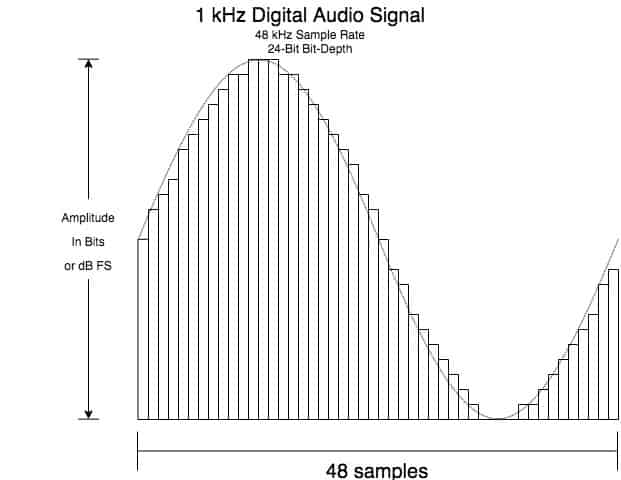 1 kHz Digital Audio Signal
48 kHz Sample Rate
24-Bit Bit-Depth
Amplitude
In Bits
or dB FS
48 samples